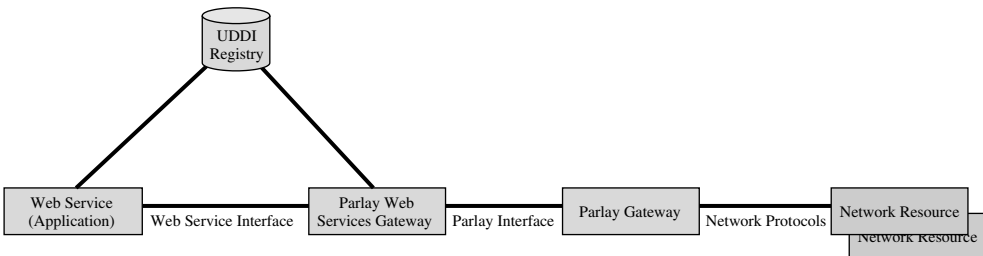 UDDI
Registry
Web Service
(Application)
Web Service Interface
Parlay Web
Services Gateway
Parlay Interface
Parlay Gateway
Network Protocols
Network Resource
Network Resource